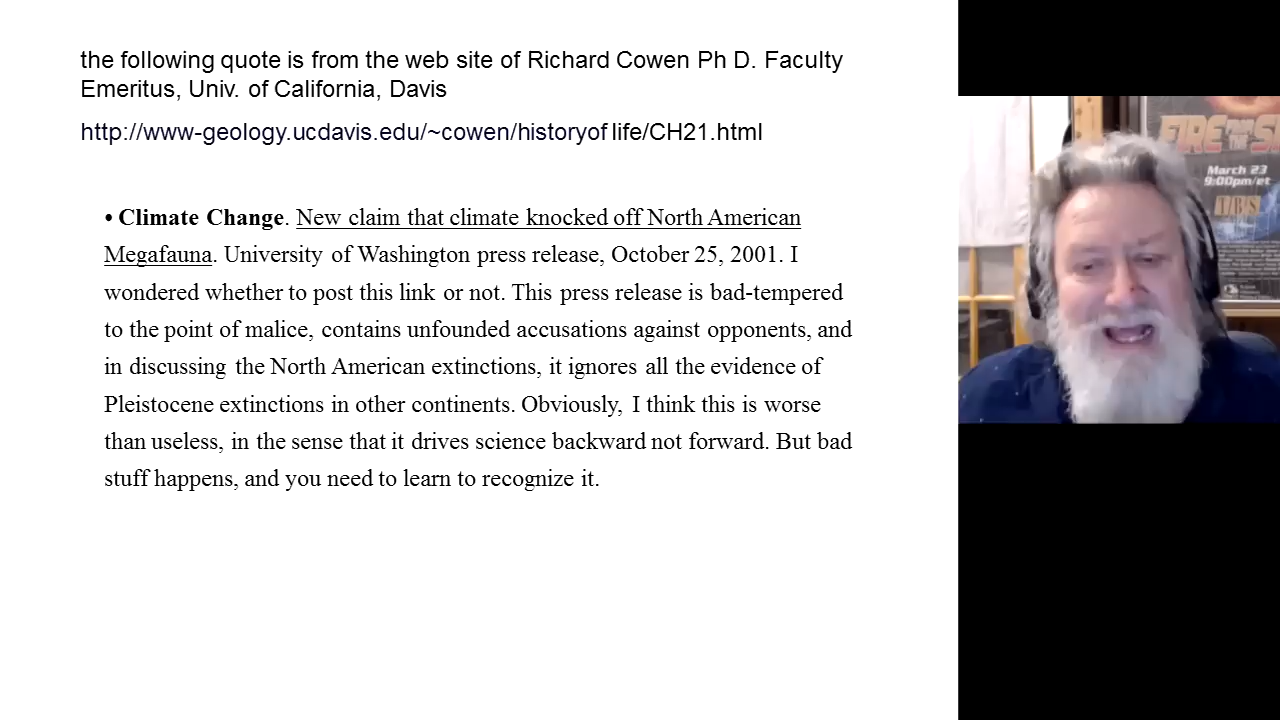 the following quote is from the web site of Richard Cowen Ph D. Faculty
Emeritus, Univ. of California, Davis
http://www-geology.ucdavis.edu/~cowen/historyof life/CH21.html
• Climate Change. New claim that climate knocked off North American
Megafauna. University of Washington press release, October 25, 2001. I
wondered whether to post this link or not. This press release is bad-tempered
to the point of malice, contains unfounded accusations against opponents, and
in discussing the North American extinctions, it ignores all the evidence of
Pleistocene extinctions in other continents. Obviously, I think this is worse
than useless, in the sense that it drives science backward not forward. But bad
stuff happens, and you need to learn to recognize it.
FIRE
THE
March 23
9:00pm/et
TBS